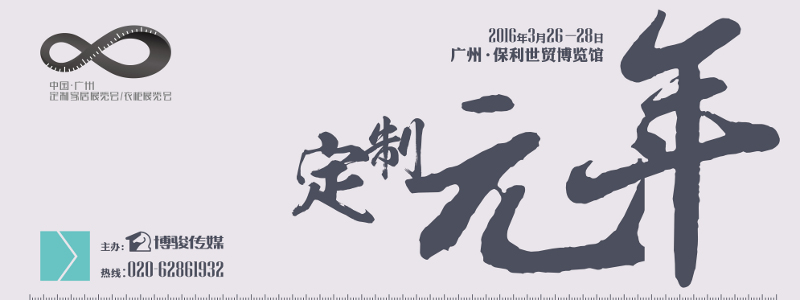 中国·广州
定制家居展览会/衣柜展览会
2016年3月26-28日
广州·保利世贸博览馆
定制元年
主办:博骏传媒
热线:020-62861932